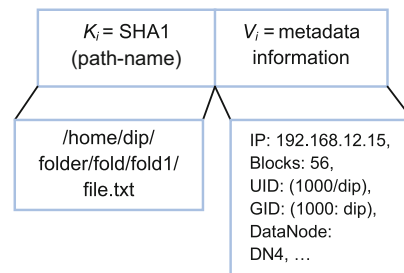 Ki = SHA1
(path-name)
Vi = metadata
information
/home/dip/
folder/fold/fold1/
file.txt
IP: 192.168.12.15,
Blocks: 56,
UID: (1000/dip),
GID: (1000: dip),
DataNode:
DN4, ...